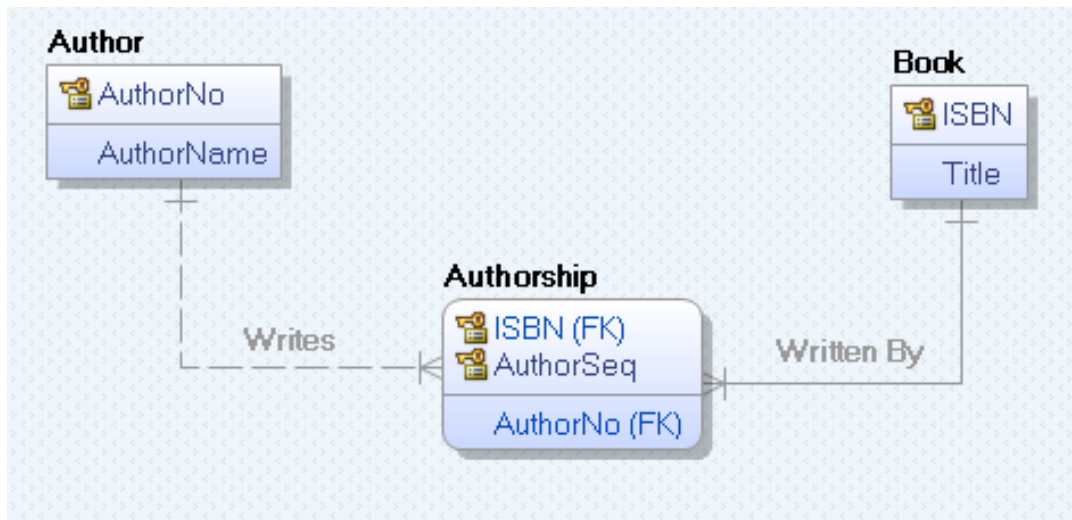 Author
AuthorNo
AuthorName
Book
ISBN
Title
Writes
Authorship
ISBN (FK)
AuthorSeq
AuthorNo (FK)
Written By